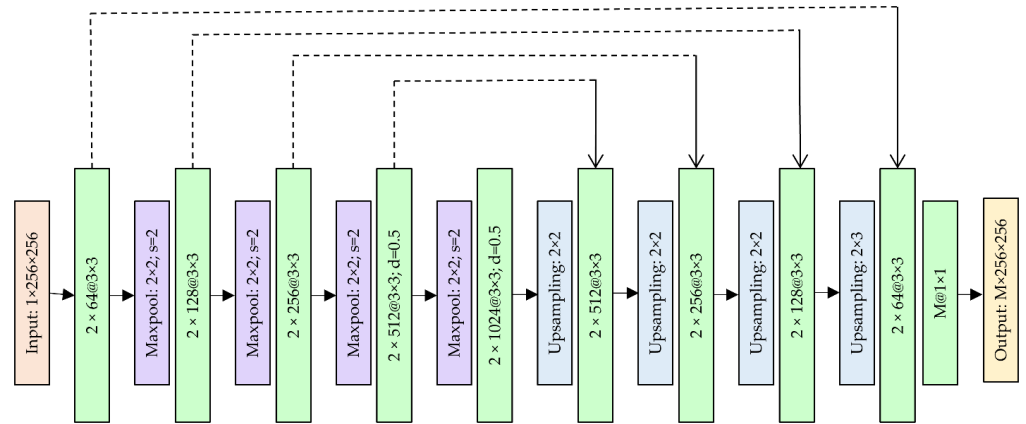 Input: 1×256×256
2 × 64@3×3
Maxpool: 2×2; s=2
2 × 128@3×3
Maxpool: 2×2; s=2
2 × 256@3×3
Maxpool: 2×2; s=2
2 × 512@3×3; d=0.5
Maxpool: 2×2; s=2
2 × 1024@3×3; d=0.5
Upsampling: 2×2
2 × 512@3×3
Upsampling: 2×2
2 × 256@3×3
Upsampling: 2×2
2 × 128@3×3
Upsampling: 2×3
2 × 64@3×3
M@1×1
Output: M×256×256